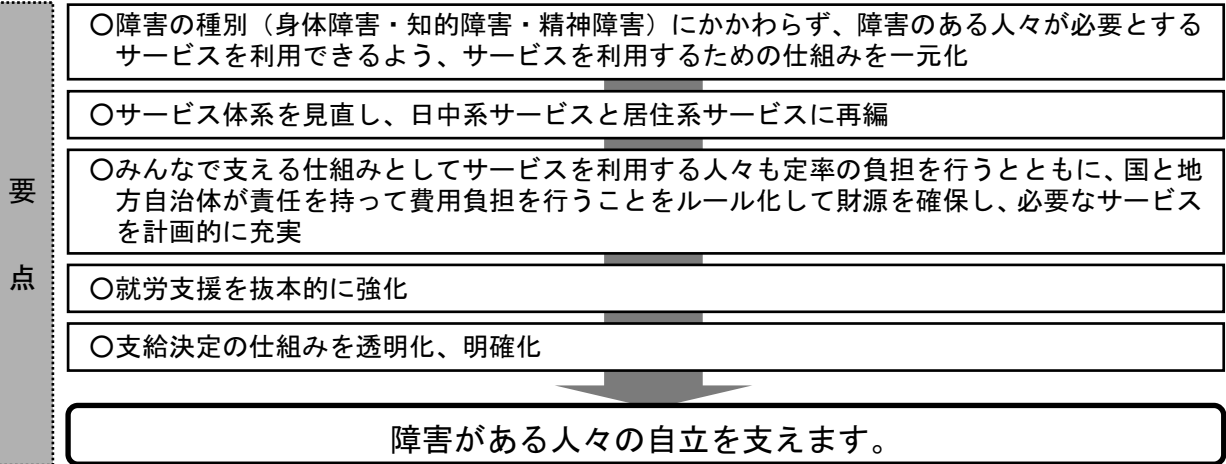 要点
〇障害の種別（身体障害・知的障害・精神障害）にかかわらず、障害のある人々が必要とする
サービスを利用できるよう、サービスを利用するための仕組みを一元化
〇サービス体系を見直し、日中系サービスと居住系サービスに再編
〇みんなで支える仕組みとしてサービスを利用する人々も定率の負担を行うとともに、国と地
方自治体が責任を持って費用負担を行うことをルール化して財源を確保し、必要なサービス
を計画的に充実
〇就労支援を抜本的に強化
〇支給決定の仕組みを透明化、明確化
障害がある人々の自立を支えます。